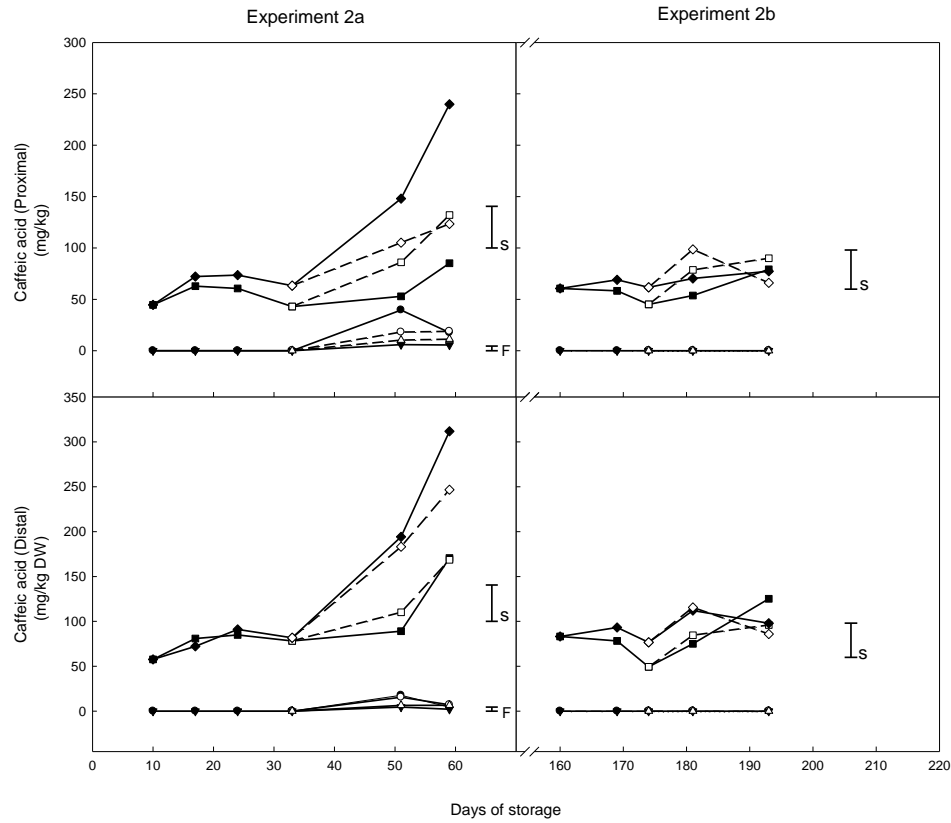 Experiment 2a
Experiment 2b
Caffeic acid (Proximal)
(mg/kg)
300
250
200
150
100
50
0
s
F
s
Caffeic acid (Distal)
(mg/kg DW)
350
300
250
200
150
100
50
0
s
F
s
0 10 20 30 40 50 60
160 170 180 190 200 210 220
Days of storage